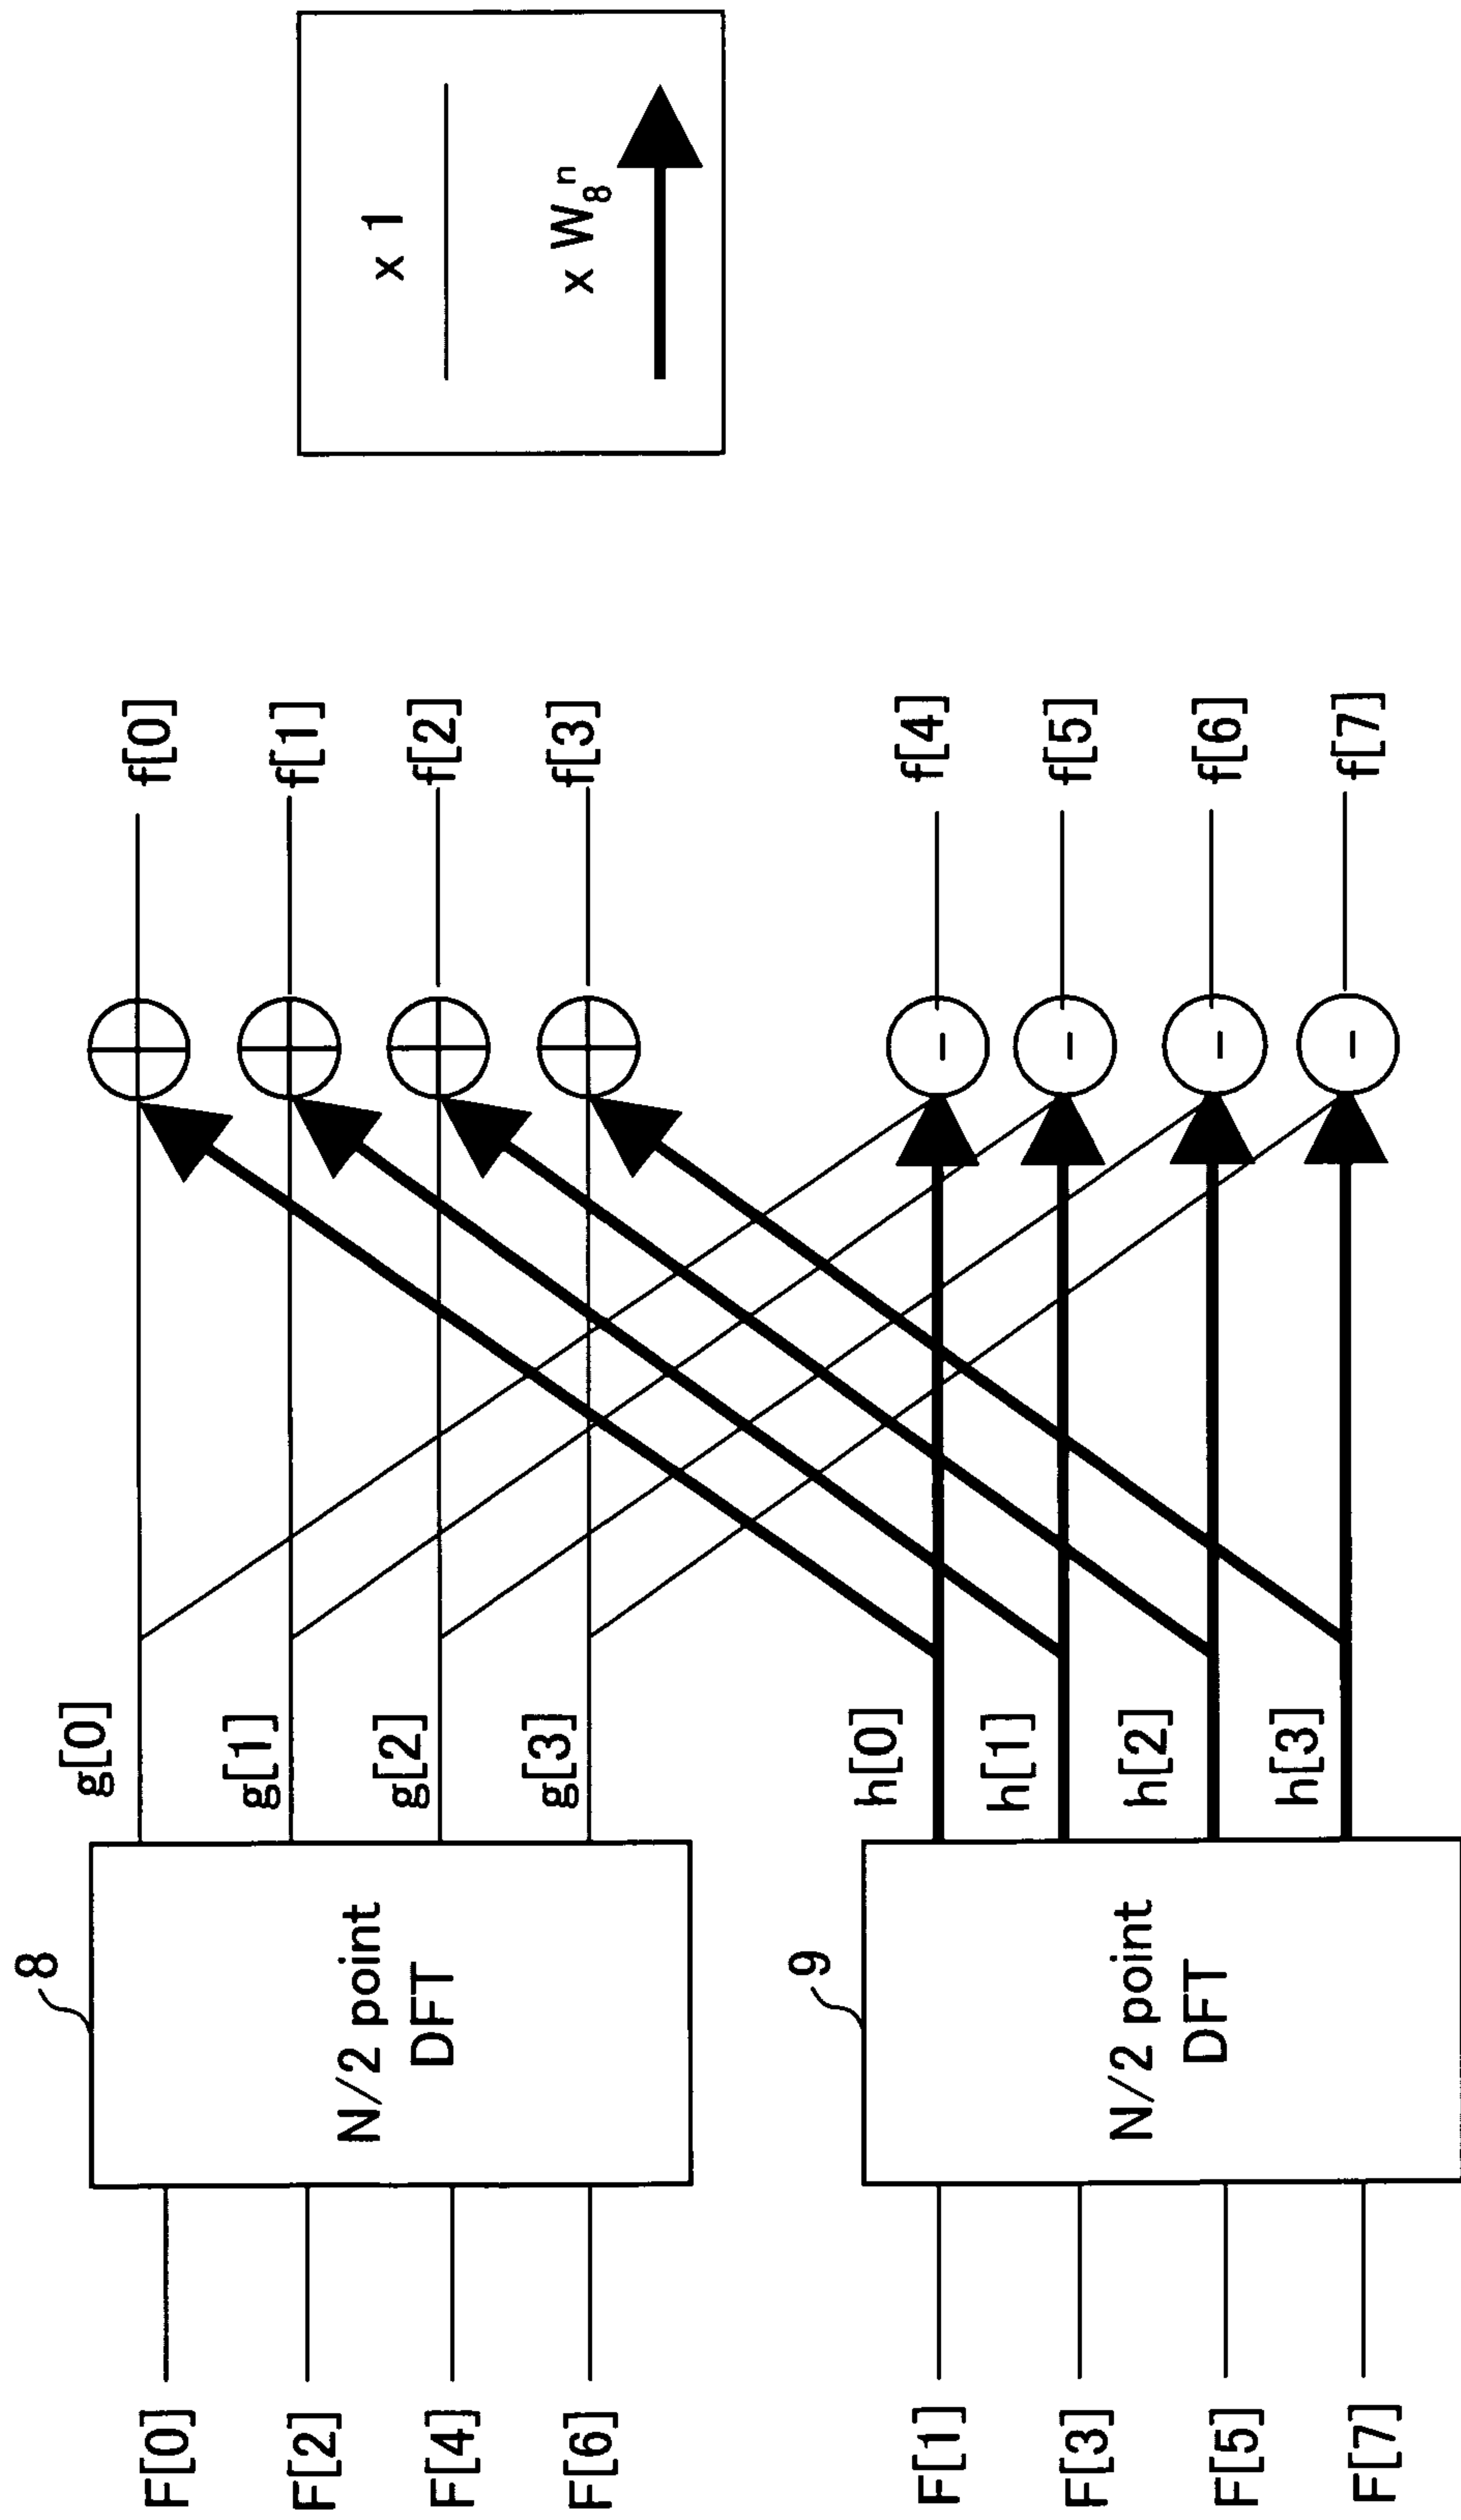 F[0]
F[2]
F[4]
F[6]
8
N/2 point
DFT
g[0]
g[1]
g[2]
g[3]
f[0]
f[1]
f[2]
f[3]
F[1]
F[3]
F[5]
F[7]
9
N/2 point
DFT
h[0]
h[1]
h[2]
h[3]
-
-
-
-
f[4]
f[5]
f[6]
f[7]
x 1
x W₈ⁿ